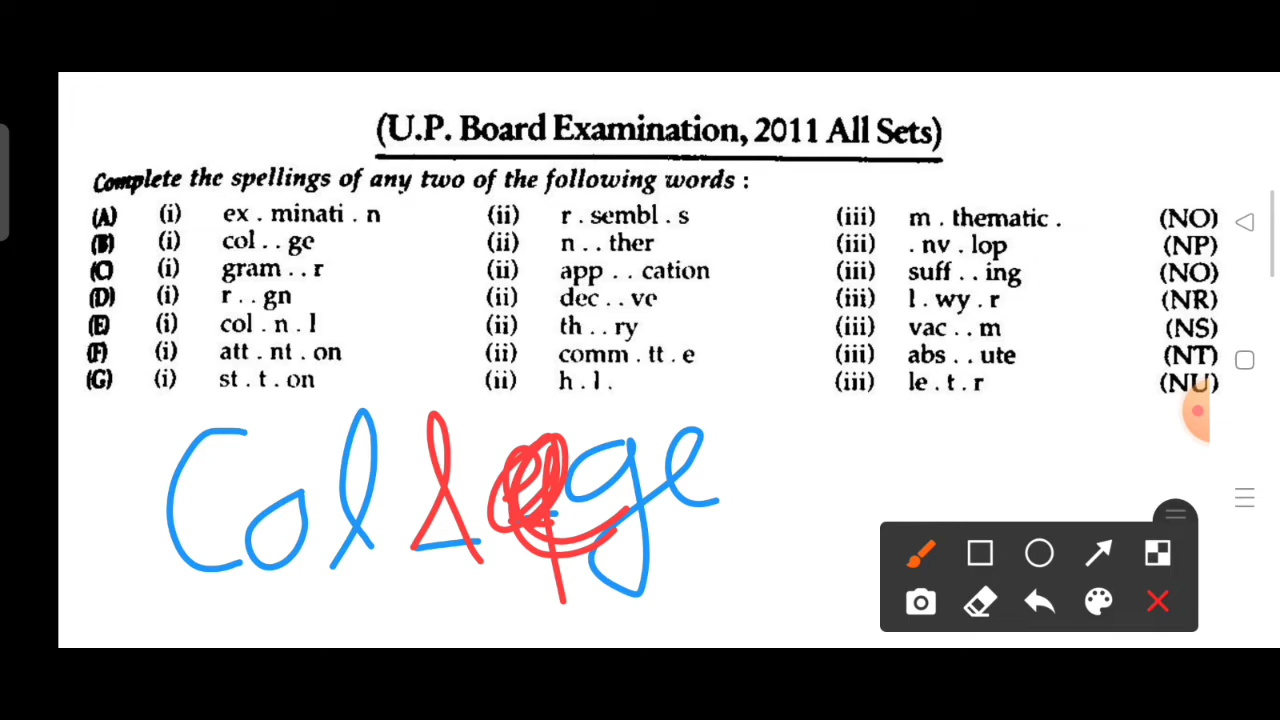 (U.P. Board Examination, 2011 All Sets)
Complete the spellings of any two of the following words :
(A) (i) ex . minati . n (ii) r . sembl . s (iii) m . thematic . (NO)
(B) (i) col . . ge (ii) n . . ther (iii) . nv . lop (NP)
(C) (i) gram . . r (ii) app . . cation (iii) suff . . ing (NO)
(D) (i) r . . gn (ii) dec . . ve (iii) l . wy . r (NR)
(E) (i) col . n . l (ii) th . . ry (iii) vac . . m (NS)
(F) (i) att . nt . on (ii) comm . tt . e (iii) abs . . ute (NT)
(G) (i) st . t . on (ii) h . l . (iii) le . t . r (NU)
College